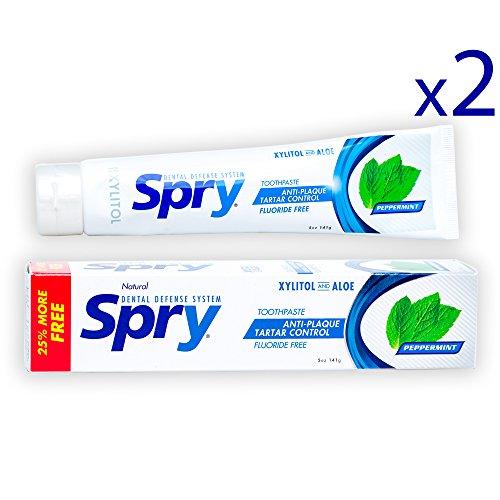 x2
XYLITOL
DENTAL DEFENSE SYSTEM
Spry®
XYLITOL AND ALOE
TOOTHPASTE
ANTI-PLAQUE
TARTAR CONTROL
FLUORIDE FREE
5oz 141g
PEPPERMINT
25% MORE
FREE
Natural
DENTAL DEFENSE SYSTEM
Spry®
XYLITOL AND ALOE
TOOTHPASTE
ANTI-PLAQUE
TARTAR CONTROL
FLUORIDE FREE
5oz 141g
PEPPERMINT